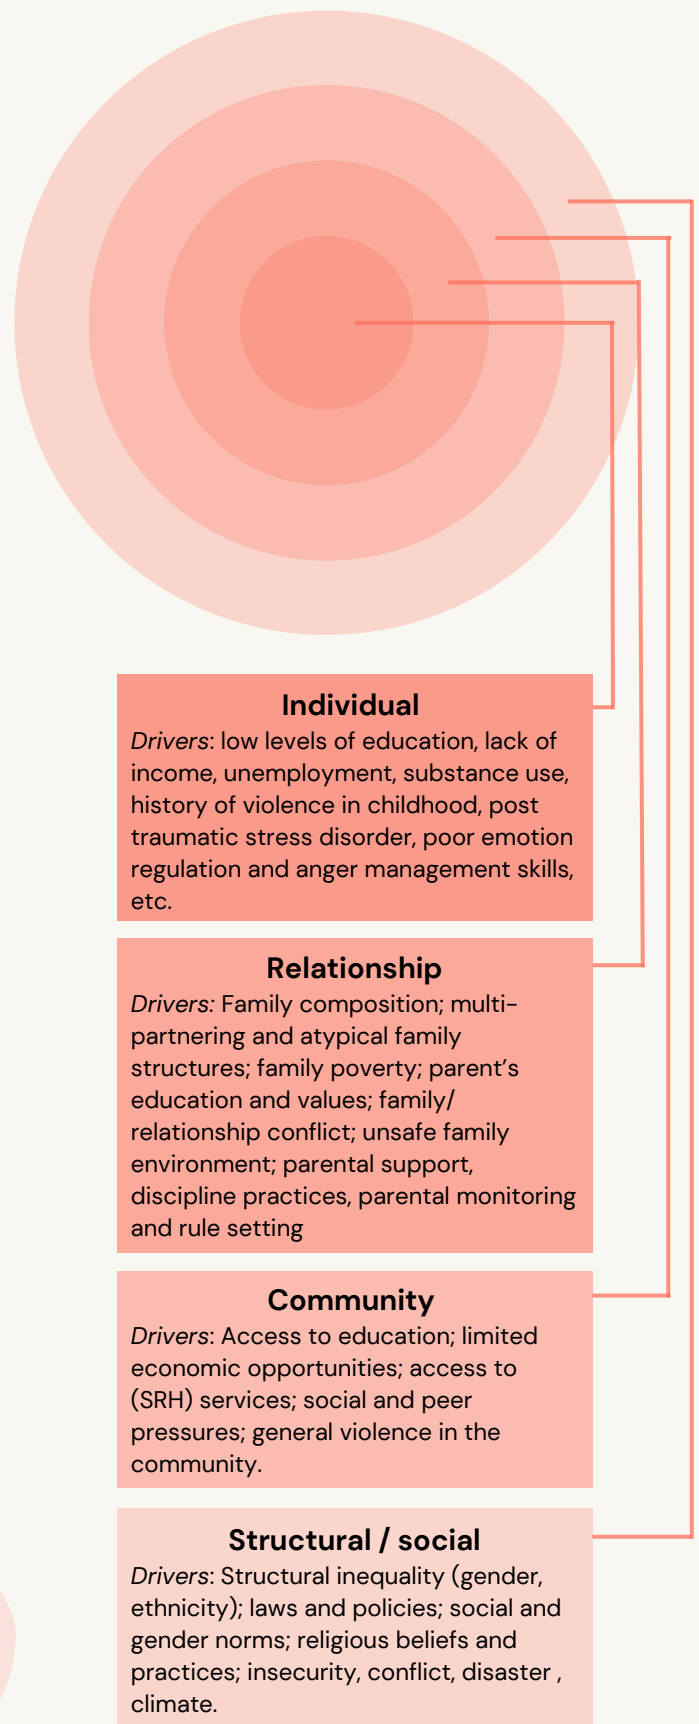 Individual
Drivers: low levels of education, lack of
income, unemployment, substance use,
history of violence in childhood, post
traumatic stress disorder, poor emotion
regulation and anger management skills,
etc.
Relationship
Drivers: Family composition; multi-
partnering and atypical family
structures; family poverty; parent’s
education and values; family/
relationship conflict; unsafe family
environment; parental support,
discipline practices, parental monitoring
and rule setting
Community
Drivers: Access to education; limited
economic opportunities; access to
(SRH) services; social and peer
pressures; general violence in the
community.
Structural / social
Drivers: Structural inequality (gender,
ethnicity); laws and policies; social and
gender norms; religious beliefs and
practices; insecurity, conflict, disaster ,
climate.